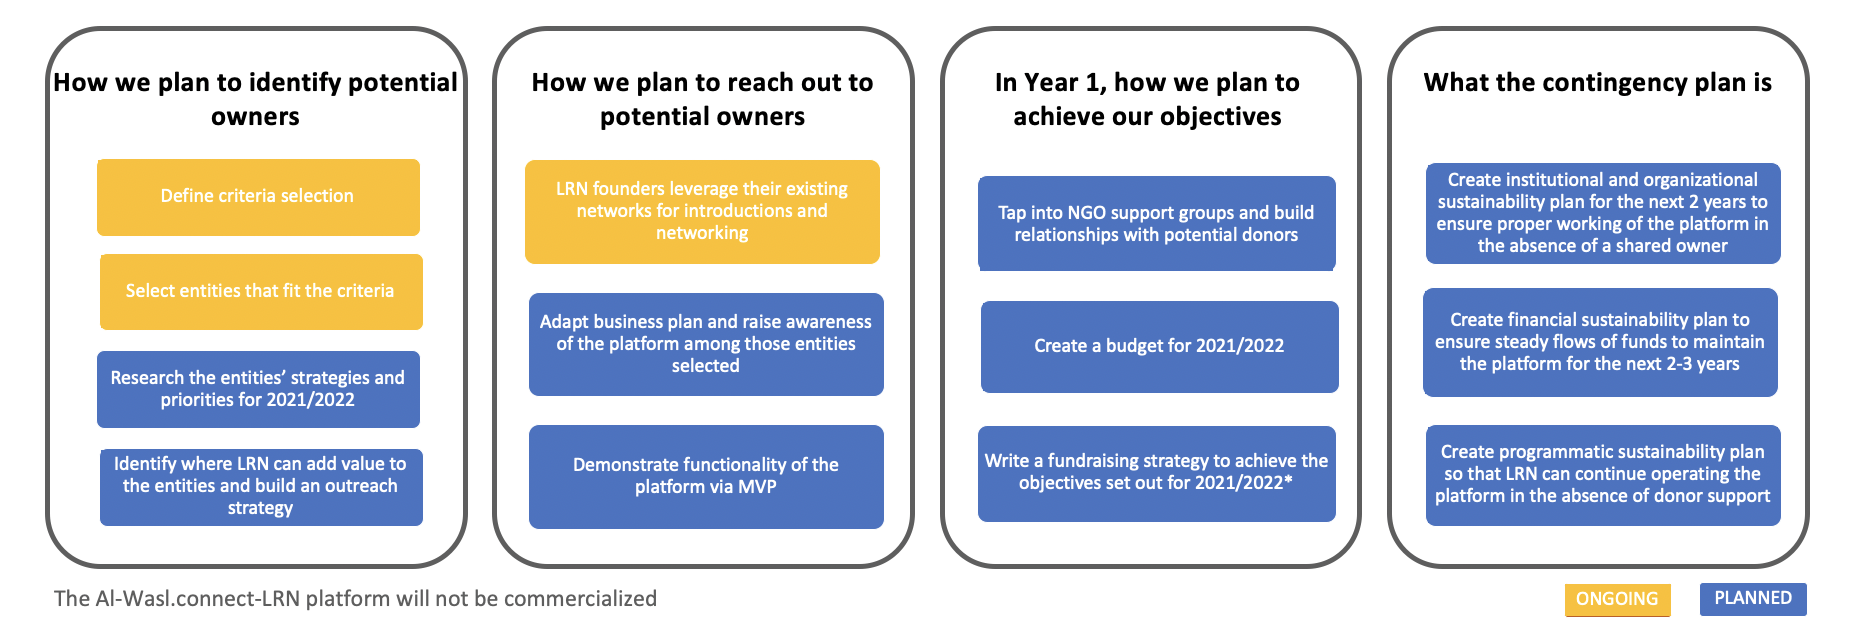 How we plan to identify potential
owners
Define criteria selection
Select entities that fit the criteria
Research the entities’ strategies and
priorities for 2021/2022
Identify where LRN can add value to
the entities and build an outreach
strategy
How we plan to reach out to
potential owners
LRN founders leverage their existing
networks for introductions and
networking
Adapt business plan and raise awareness
of the platform among those entities
selected
Demonstrate functionality of the
platform via MVP
In Year 1, how we plan to
achieve our objectives
Tap into NGO support groups and build
relationships with potential donors
Create a budget for 2021/2022
Write a fundraising strategy to achieve the
objectives set out for 2021/2022*
What the contingency plan is
Create institutional and organizational
sustainability plan for the next 2 years to
ensure proper working of the platform in
the absence of a shared owner
Create financial sustainability plan to
ensure steady flows of funds to maintain
the platform for the next 2-3 years
Create programmatic sustainability plan
so that LRN can continue operating the
platform in the absence of donor support
The Al-Wasl.connect-LRN platform will not be commercialized
ONGOING
PLANNED